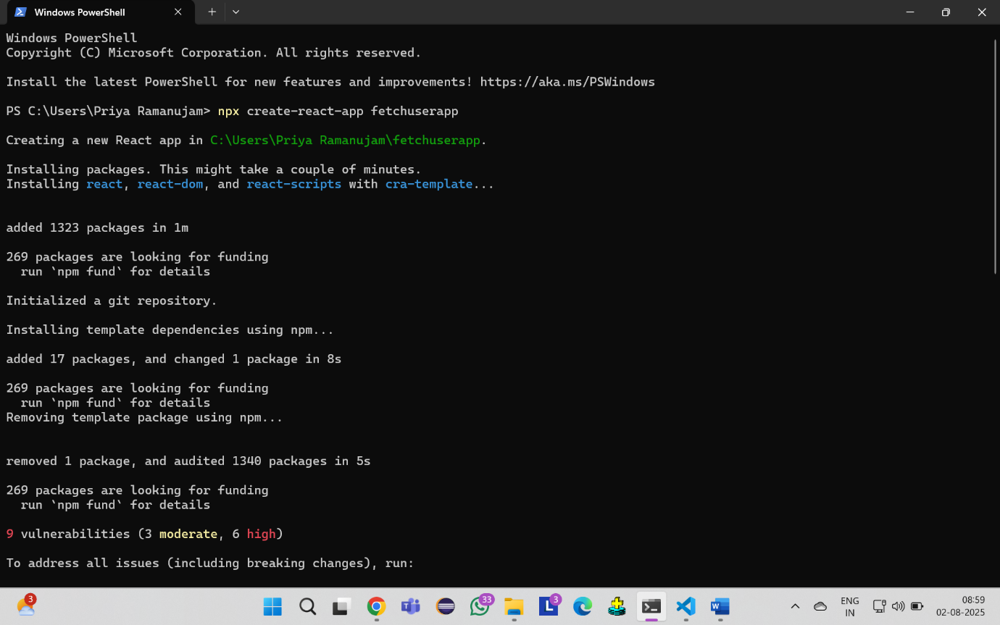 Windows PowerShell
Windows PowerShell
Copyright (C) Microsoft Corporation. All rights reserved.
Install the latest PowerShell for new features and improvements! https://aka.ms/PSWindows
PS C:\Users\Priya Ramanujam> npx create-react-app fetchuserapp
Creating a new React app in C:\Users\Priya Ramanujam\fetchuserapp.
Installing packages. This might take a couple of minutes.
Installing react, react-dom, and react-scripts with cra-template...
added 1323 packages in 1m
269 packages are looking for funding
  run `npm fund` for details
Initialized a git repository.
Installing template dependencies using npm...
added 17 packages, and changed 1 package in 8s
269 packages are looking for funding
  run `npm fund` for details
Removing template package using npm...
removed 1 package, and audited 1340 packages in 5s
269 packages are looking for funding
  run `npm fund` for details
9 vulnerabilities (3 moderate, 6 high)
To address all issues (including breaking changes), run:
3
33
L 3
W
ENG
IN
08:59
02-08-2025